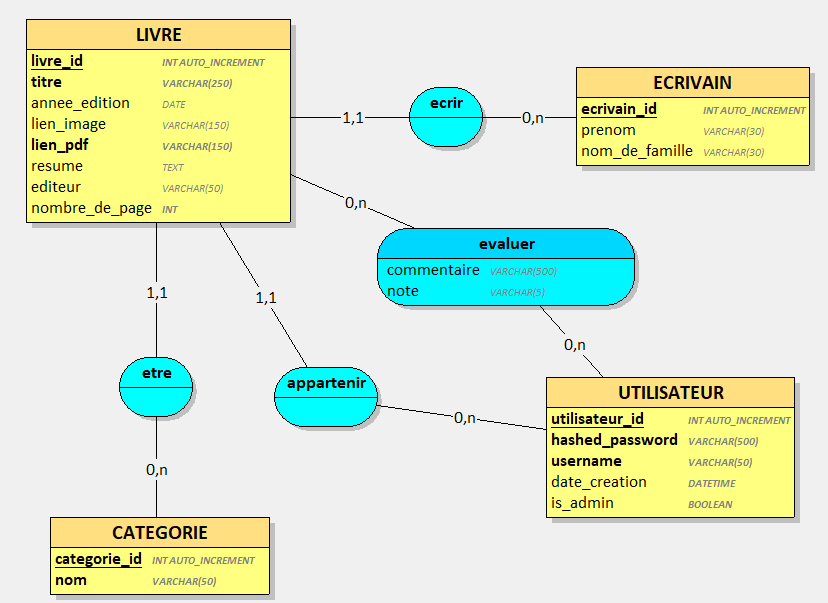 LIVRE
livre_id INT AUTO_INCREMENT
titre VARCHAR(250)
annee_edition DATE
lien_image VARCHAR(150)
lien_pdf VARCHAR(150)
resume TEXT
editeur VARCHAR(50)
nombre_de_page INT
1,1
ecrir
0,n
ECRIVAIN
ecrivain_id INT AUTO_INCREMENT
prenom VARCHAR(30)
nom_de_famille VARCHAR(30)
0,n
evaluer
commentaire VARCHAR(500)
note VARCHAR(5)
0,n
1,1
1,1
etre
appartenir
0,n
UTILISATEUR
utilisateur_id INT AUTO_INCREMENT
hashed_password VARCHAR(500)
username VARCHAR(50)
date_creation DATETIME
is_admin BOOLEAN
0,n
CATEGORIE
categorie_id INT AUTO_INCREMENT
nom VARCHAR(50)